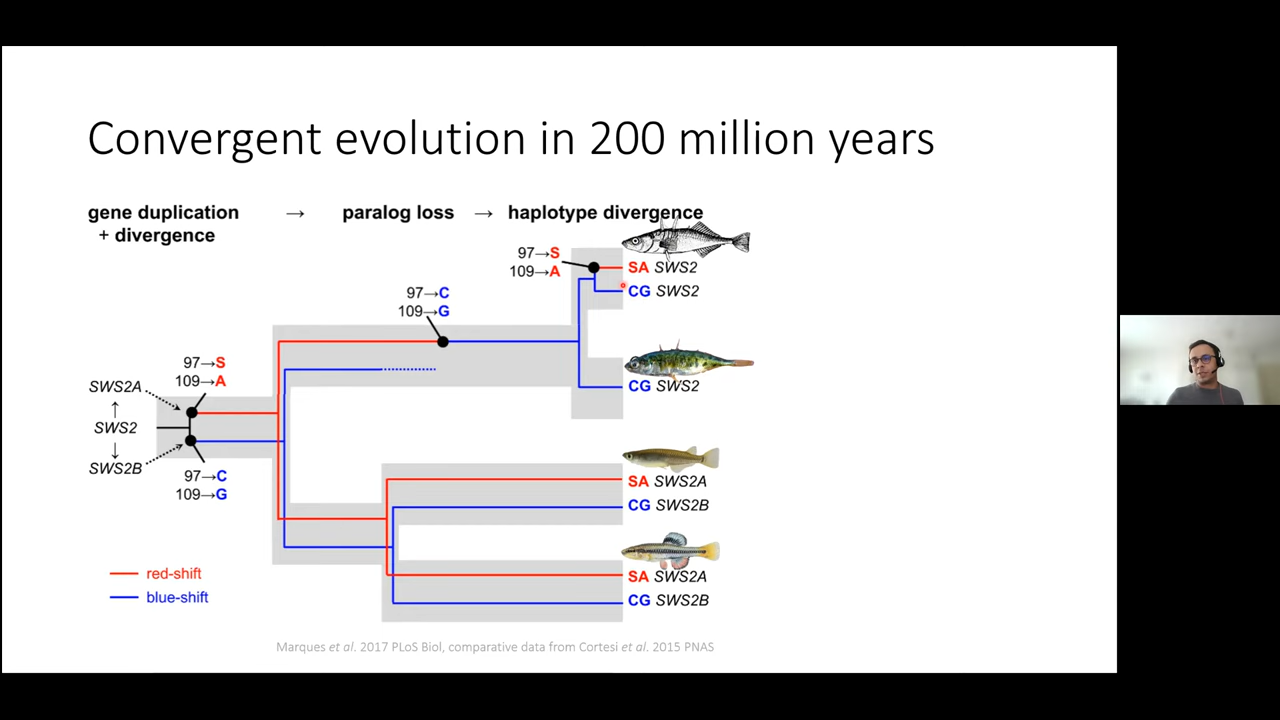 Convergent evolution in 200 million years
gene duplication → paralog loss → haplotype divergence
+ divergence
97→S
109→A
SA SWS2
CG SWS2
97→C
109→G
97→S
109→A
SWS2A
↑
SWS2
↓
SWS2B
97→C
109→G
CG SWS2
SA SWS2A
CG SWS2B
SA SWS2A
CG SWS2B
red-shift
blue-shift
Marques et al. 2017 PLoS Biol, comparative data from Cortesi et al. 2015 PNAS